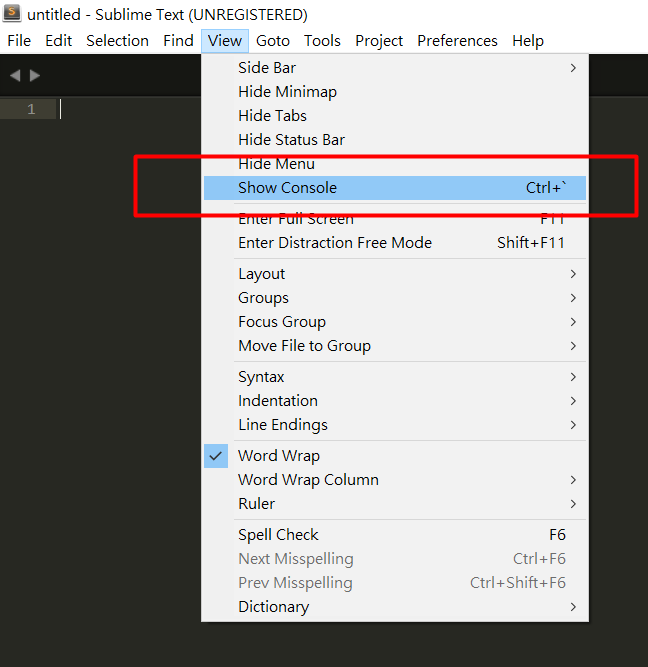 untitled - Sublime Text (UNREGISTERED)
File Edit Selection Find View Goto Tools Project Preferences Help
1
Side Bar
Hide Minimap
Hide Tabs
Hide Status Bar
Hide Menu
Show Console Ctrl+`
Enter Full Screen F11
Enter Distraction Free Mode Shift+F11
Layout
Groups
Focus Group
Move File to Group
Syntax
Indentation
Line Endings
Word Wrap
Word Wrap Column
Ruler
Spell Check F6
Next Misspelling Ctrl+F6
Prev Misspelling Ctrl+Shift+F6
Dictionary